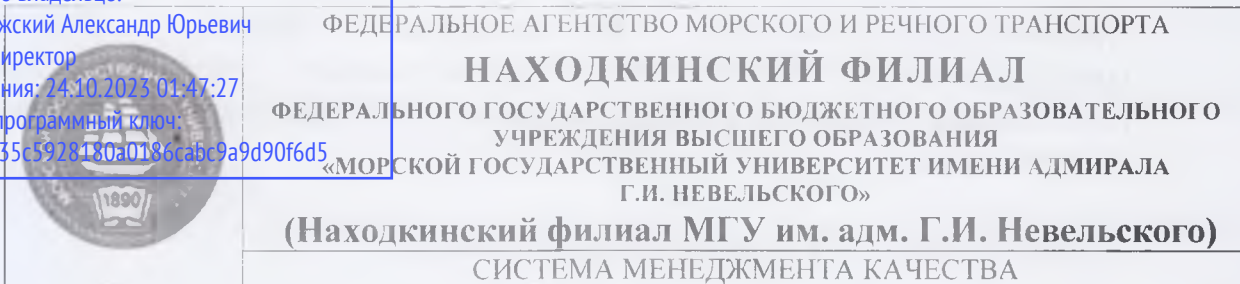 жский Александр Юрьевич
иректор
ния: 24.10.2023 01:47:27
программный ключ:
35c5928180a0186cabc9a9d90f6d5
1890
ФЕДЕРАЛЬНОЕ АГЕНТСТВО МОРСКОГО И РЕЧНОГО ТРАНСПОРТА
НАХОДКИНСКИЙ ФИЛИАЛ
ФЕДЕРАЛЬНОГО ГОСУДАРСТВЕННОГО БЮДЖЕТНОГО ОБРАЗОВАТЕЛЬНОГО
УЧРЕЖДЕНИЯ ВЫСШЕГО ОБРАЗОВАНИЯ
«МОРСКОЙ ГОСУДАРСТВЕННЫЙ УНИВЕРСИТЕТ ИМЕНИ АДМИРАЛА
Г.И. НЕВЕЛЬСКОГО»
(Находкинский филиал МГУ им. адм. Г.И. Невельского)
СИСТЕМА МЕНЕДЖМЕНТА КАЧЕСТВА